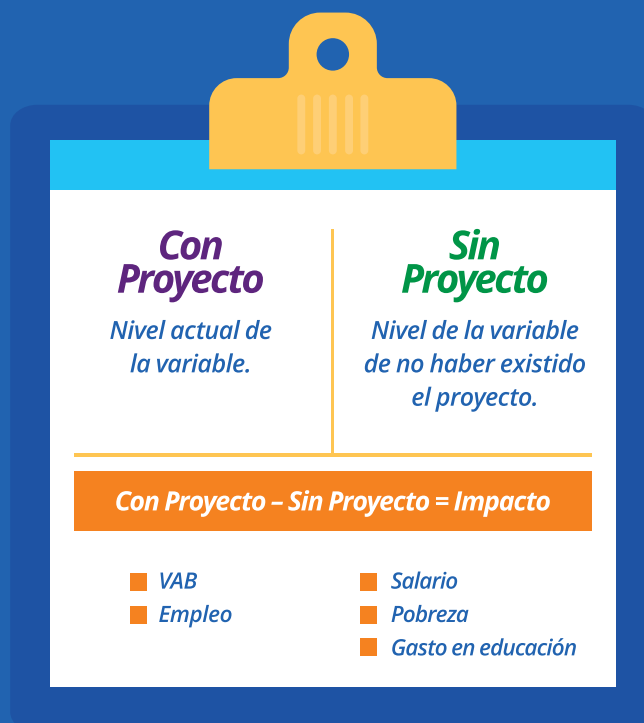 Con
Proyecto
Nivel actual de
la variable.
Sin
Proyecto
Nivel de la variable
de no haber existido
el proyecto.
Con Proyecto – Sin Proyecto = Impacto
VAB
Empleo
Salario
Pobreza
Gasto en educación